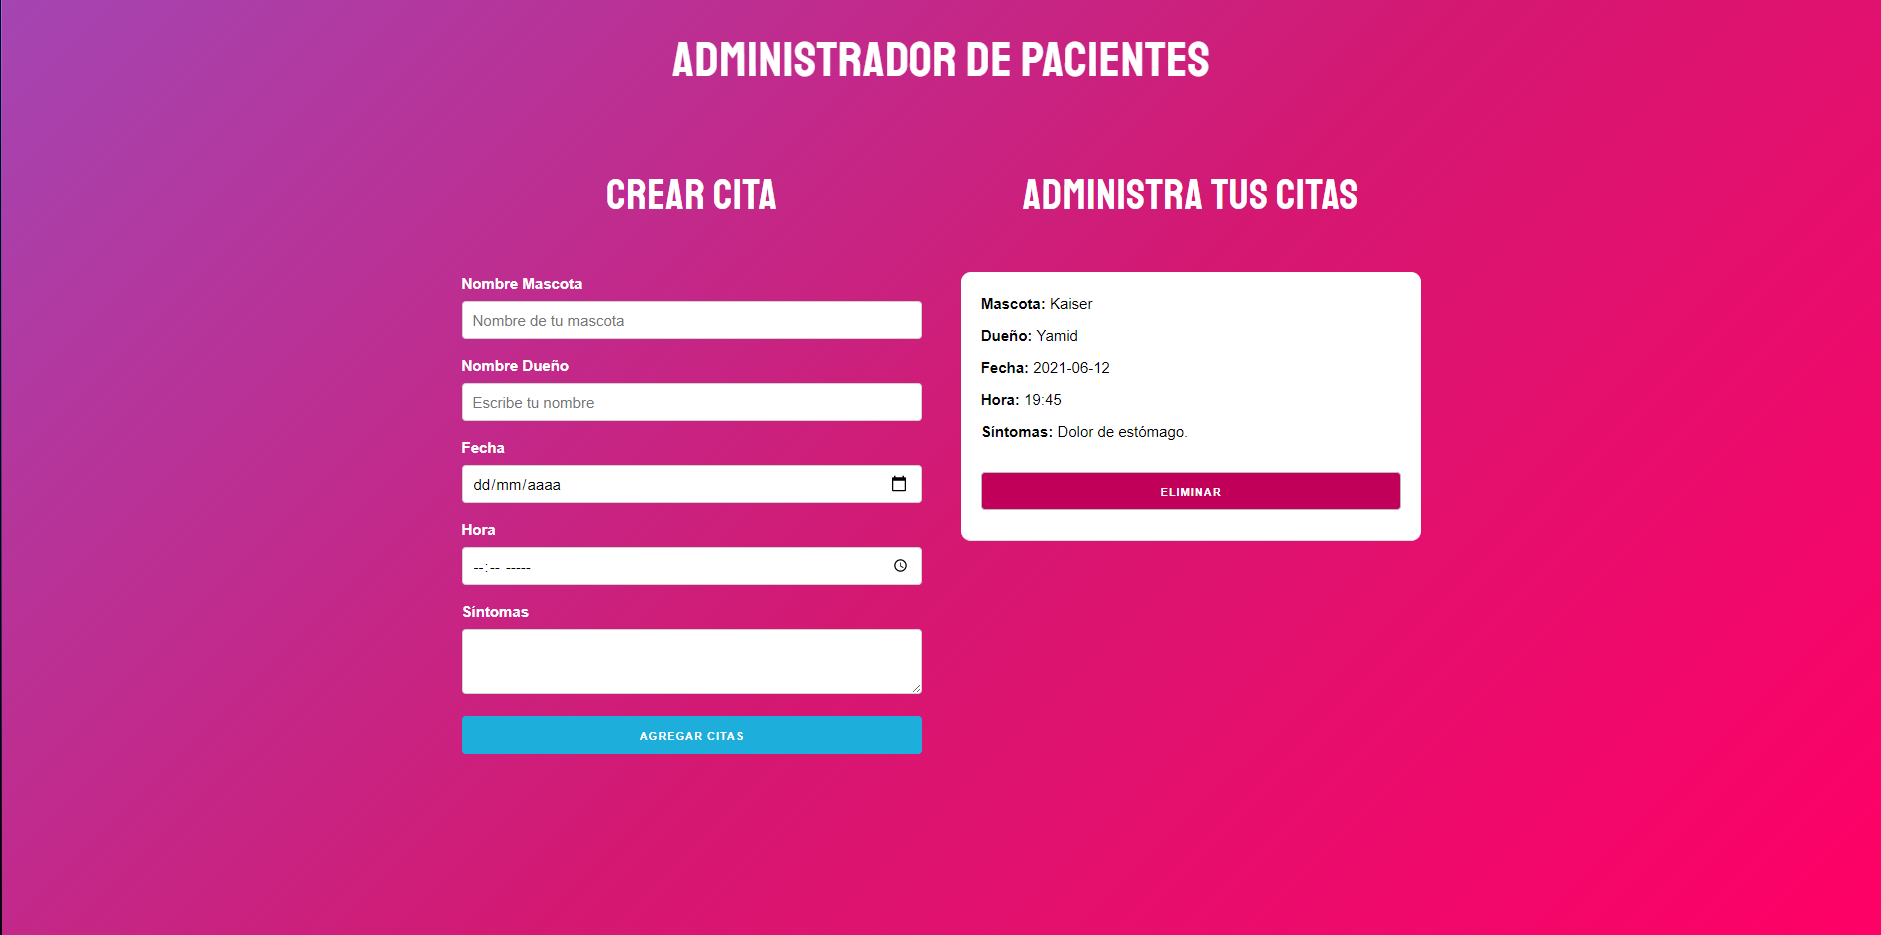 ADMINISTRADOR DE PACIENTES
CREAR CITA
Nombre Mascota
Nombre de tu mascota
Nombre Dueño
Escribe tu nombre
Fecha
dd/mm/aaaa
Hora
--:-- -----
Síntomas
AGREGAR CITAS
ADMINISTRA TUS CITAS
Mascota: Kaiser
Dueño: Yamid
Fecha: 2021-06-12
Hora: 19:45
Síntomas: Dolor de estómago.
ELIMINAR